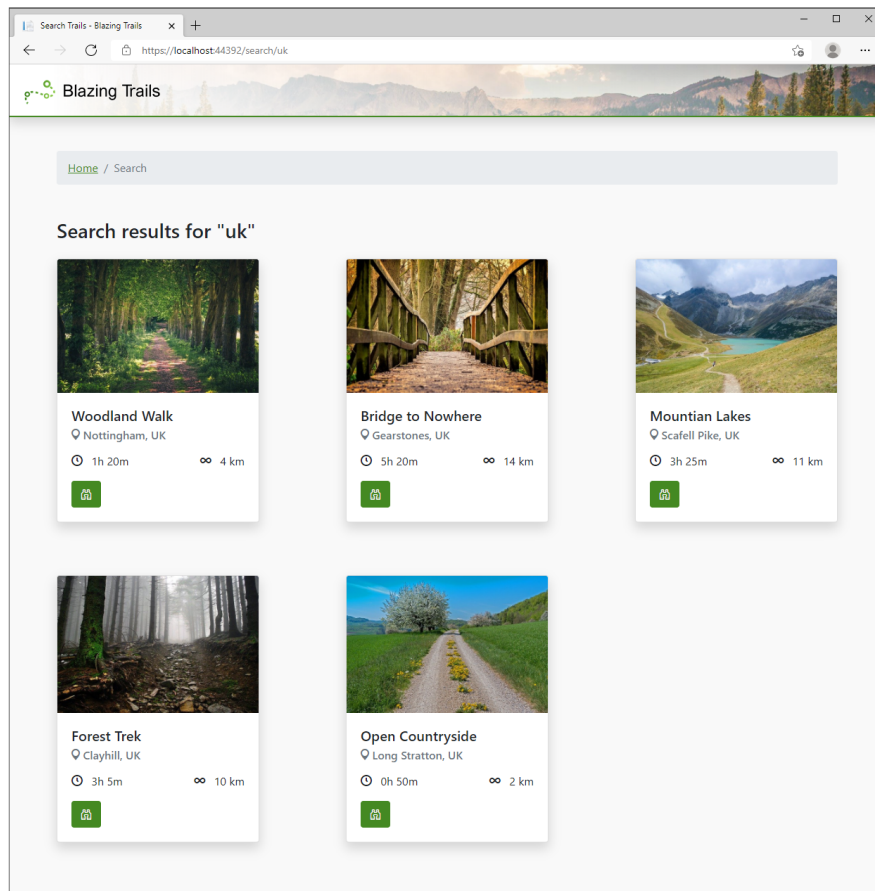 Search Trails - Blazing Trails
https://localhost:44392/search/uk
Blazing Trails
Home / Search
Search results for "uk"
Woodland Walk
Nottingham, UK
1h 20m 4 km
Bridge to Nowhere
Gearstones, UK
5h 20m 14 km
Mountian Lakes
Scafell Pike, UK
3h 25m 11 km
Forest Trek
Clayhill, UK
3h 5m 10 km
Open Countryside
Long Stratton, UK
0h 50m 2 km